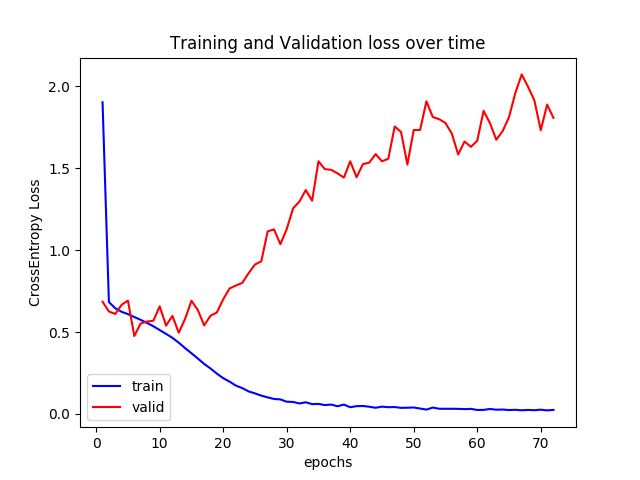 Training and Validation loss over time
CrossEntropy Loss
2.0
1.5
1.0
0.5
0.0
train
valid
0 10 20 30 40 50 60 70
epochs